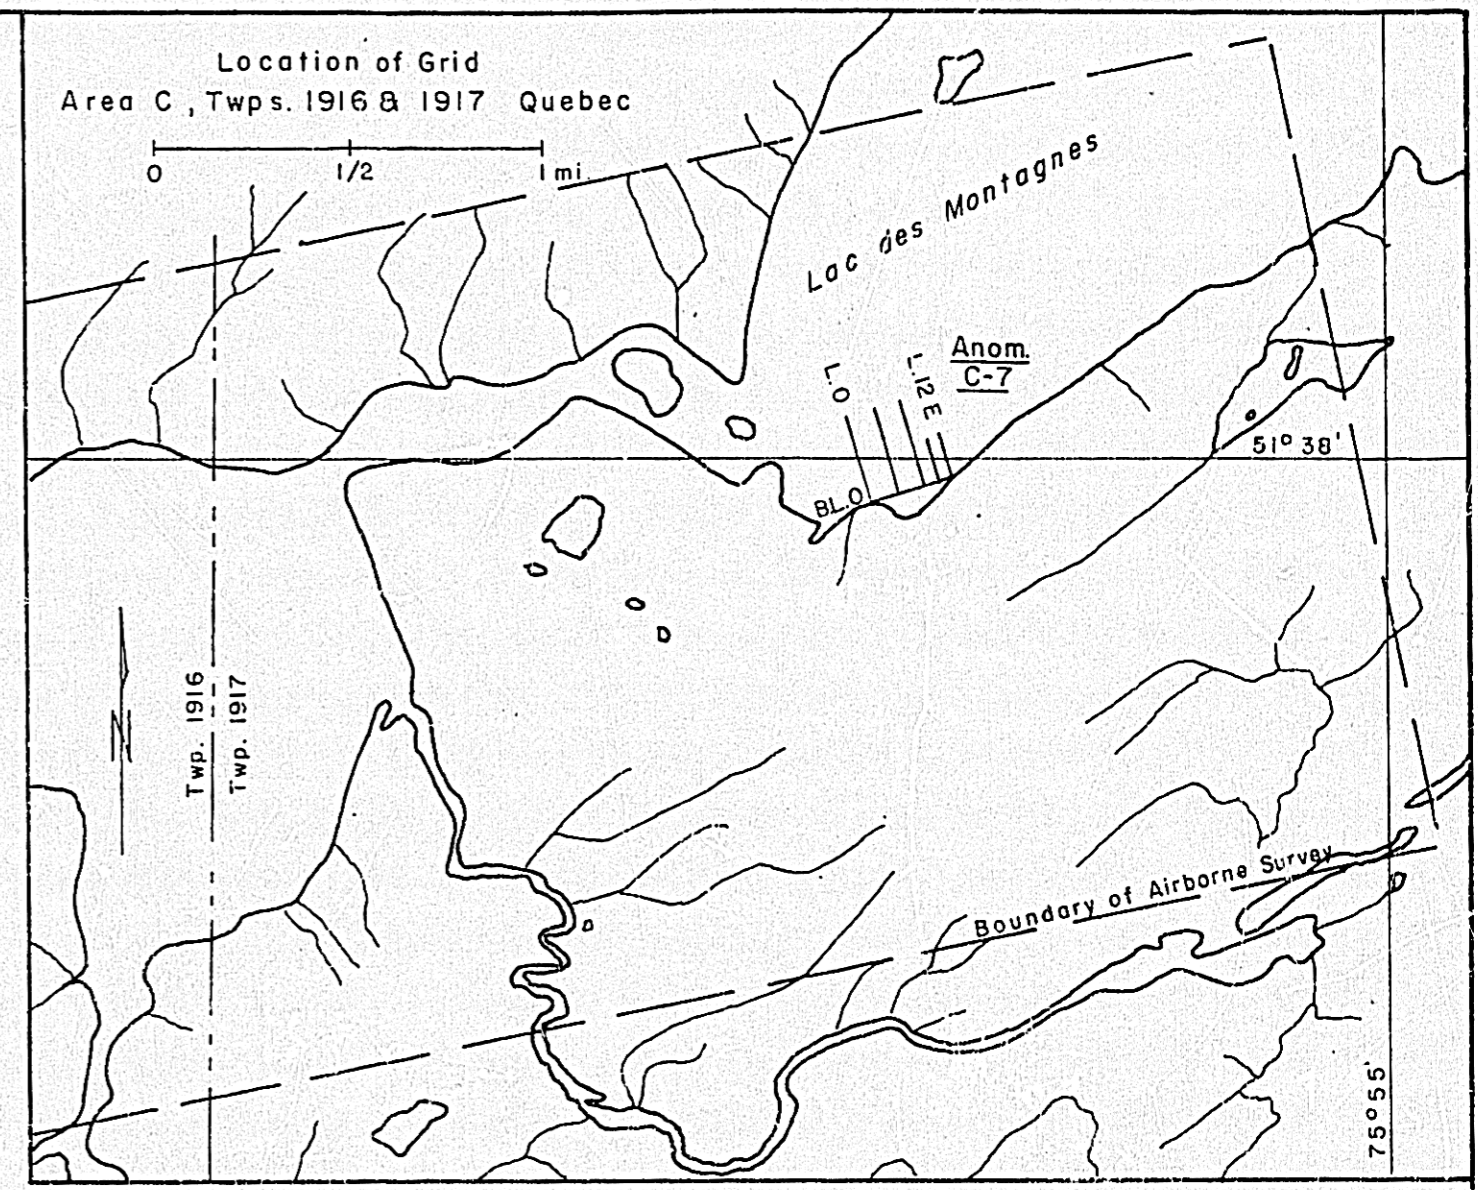 Location of Grid
Area C, Twps. 1916 & 1917 Quebec
0 1/2 1 mi.
Lac des Montagnes
Anom.
C-7
L.0
L.12 E
BL.0
51° 38'
N
Twp. 1916
Twp. 1917
Boundary of Airborne Survey
75° 55'